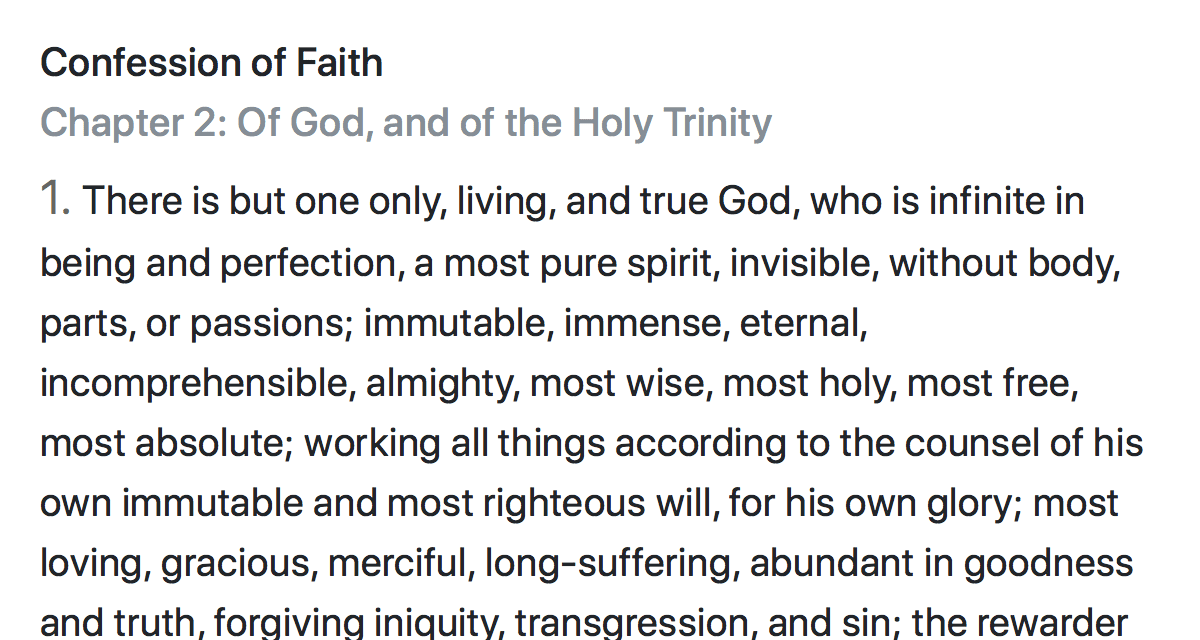 Confession of Faith
Chapter 2: Of God, and of the Holy Trinity
1. There is but one only, living, and true God, who is infinite in
being and perfection, a most pure spirit, invisible, without body,
parts, or passions; immutable, immense, eternal,
incomprehensible, almighty, most wise, most holy, most free,
most absolute; working all things according to the counsel of his
own immutable and most righteous will, for his own glory; most
loving, gracious, merciful, long-suffering, abundant in goodness
and truth, forgiving iniquity, transgression, and sin; the rewarder